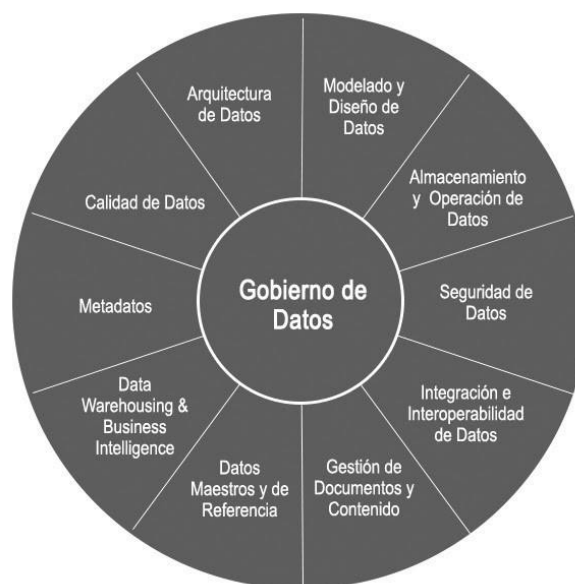 Arquitectura
de Datos
Modelado y
Diseño de
Datos
Almacenamiento
y Operación de
Datos
Seguridad de
Datos
Integración e
Interoperabilidad
de Datos
Gestión de
Documentos y
Contenido
Datos
Maestros y de
Referencia
Data
Warehousing &
Business
Intelligence
Metadatos
Calidad de Datos
Gobierno de
Datos